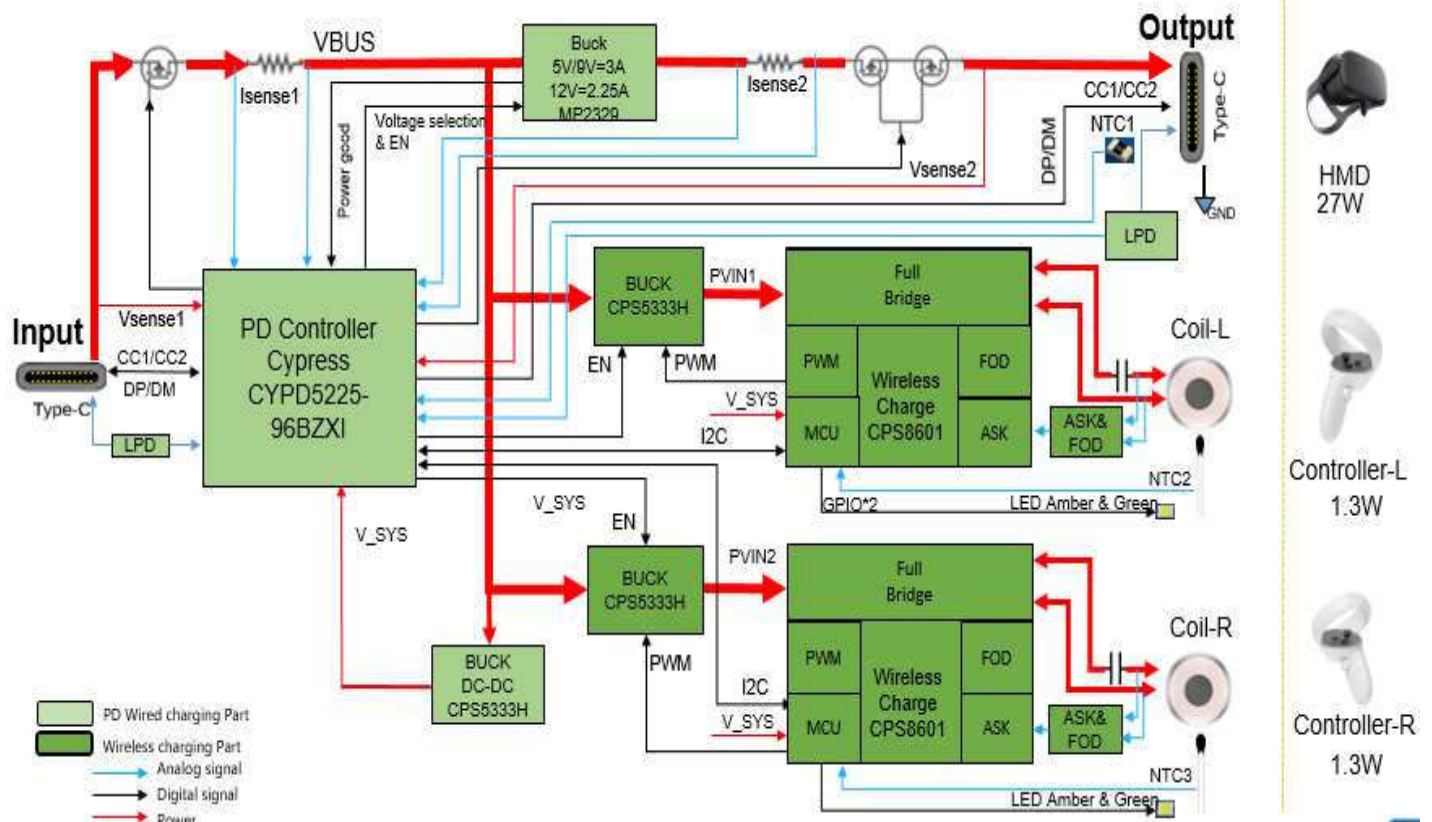 Output
VBUS
Buck
5V/9V=3A
12V=2.25A
MP2329
Isense1
Isense2
CC1/CC2
Type-C
Voltage selection
& EN
Power good
NTC1
DP/DM
Vsense2
GND
LPD
HMD
27W
Input
Vsense1
CC1/CC2
DP/DM
Type-C
LPD
PD Controller
Cypress
CYPD5225-
96BZXI
BUCK
CPS5333H
PVIN1
EN
PWM
Full
Bridge
PWM
FOD
Wireless
Charge
CPS8601
MCU
ASK
V_SYS
I2C
ASK&
FOD
Coil-L
NTC2
GPIO*2
LED Amber & Green
Controller-L
1.3W
V_SYS
V_SYS
EN
BUCK
CPS5333H
PVIN2
PWM
Full
Bridge
PWM
FOD
Wireless
Charge
CPS8601
MCU
ASK
I2C
V_SYS
ASK&
FOD
Coil-R
NTC3
LED Amber & Green
Controller-R
1.3W
BUCK
DC-DC
CPS5333H
PD Wired charging Part
Wireless charging Part
Analog signal
Digital signal
Power